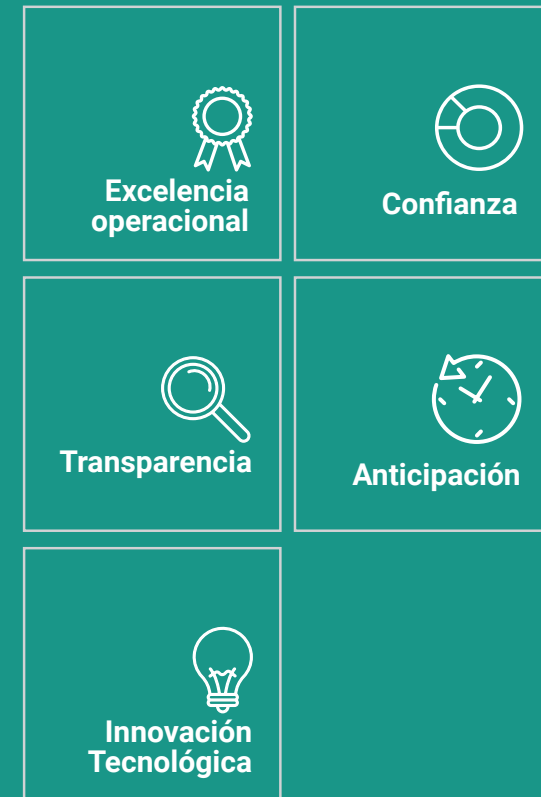 Excelencia
operacional
Confianza
Transparencia
Anticipación
Innovación
Tecnológica